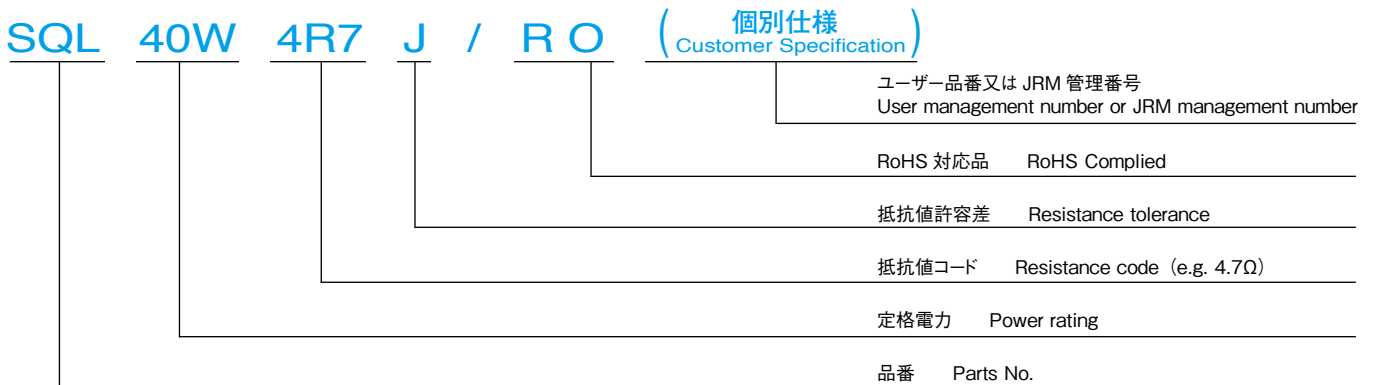 SQL 40W 4R7 J / RO (個別仕様 Customer Specification)
ユーザー品番又は JRM 管理番号
User management number or JRM management number
RoHS 対応品 RoHS Complied
抵抗値許容差 Resistance tolerance
抵抗値コード Resistance code (e.g. 4.7Ω)
定格電力 Power rating
品番 Parts No.